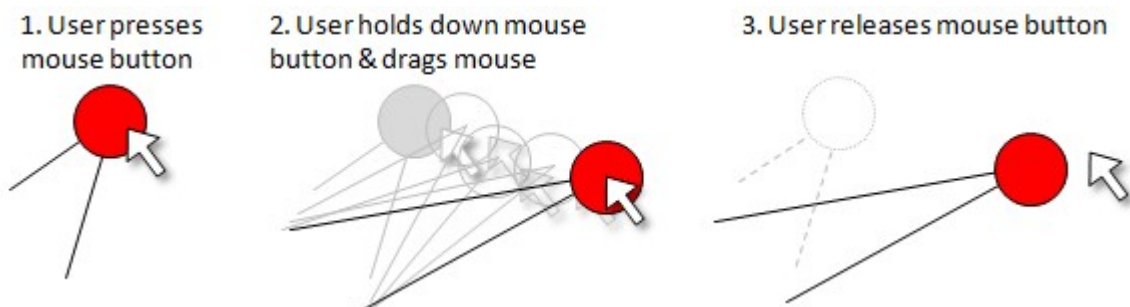 1. User presses
mouse button
2. User holds down mouse
button & drags mouse
3. User releases mouse button